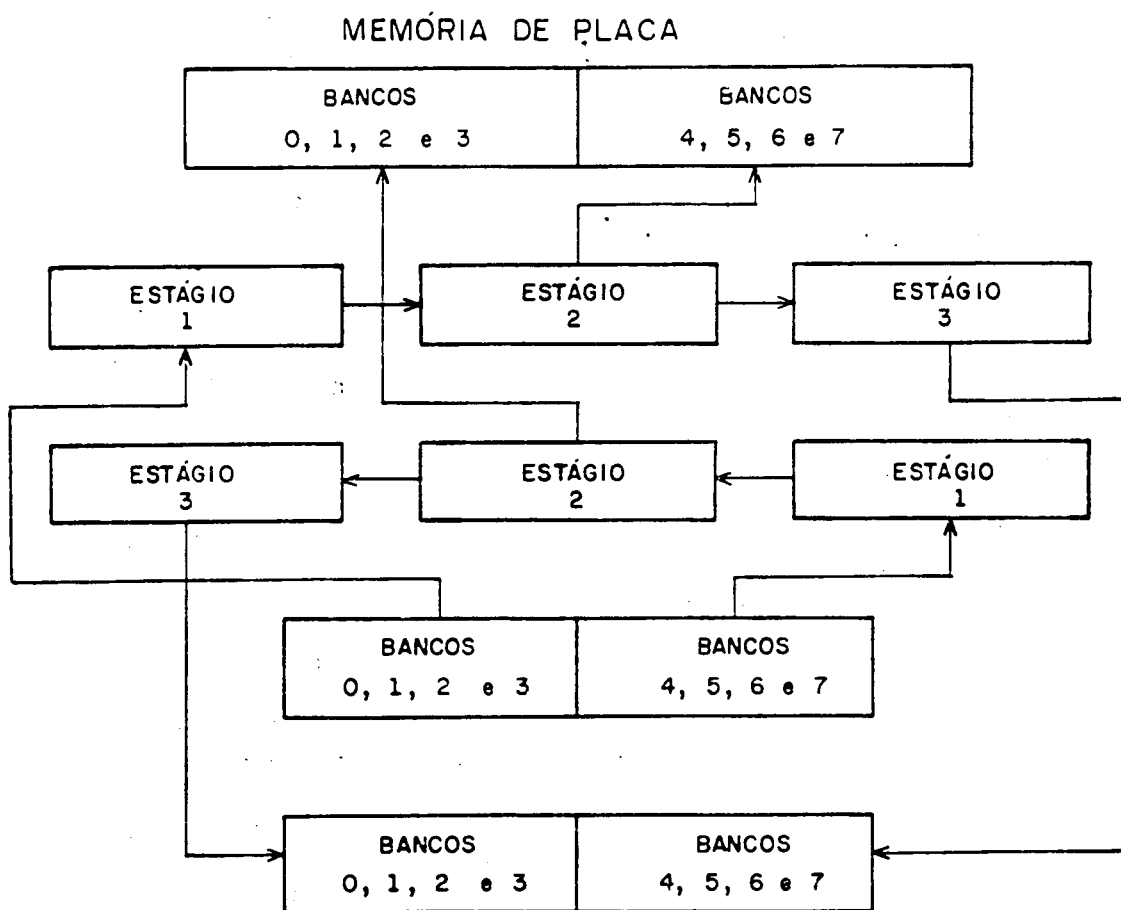 MEMÓRIA DE PLACA
BANCOS
0, 1, 2 e 3
BANCOS
4, 5, 6 e 7
ESTÁGIO
1
ESTÁGIO
2
ESTÁGIO
3
ESTÁGIO
3
ESTÁGIO
2
ESTÁGIO
1
BANCOS
0, 1, 2 e 3
BANCOS
4, 5, 6 e 7
BANCOS
0, 1, 2 e 3
BANCOS
4, 5, 6 e 7